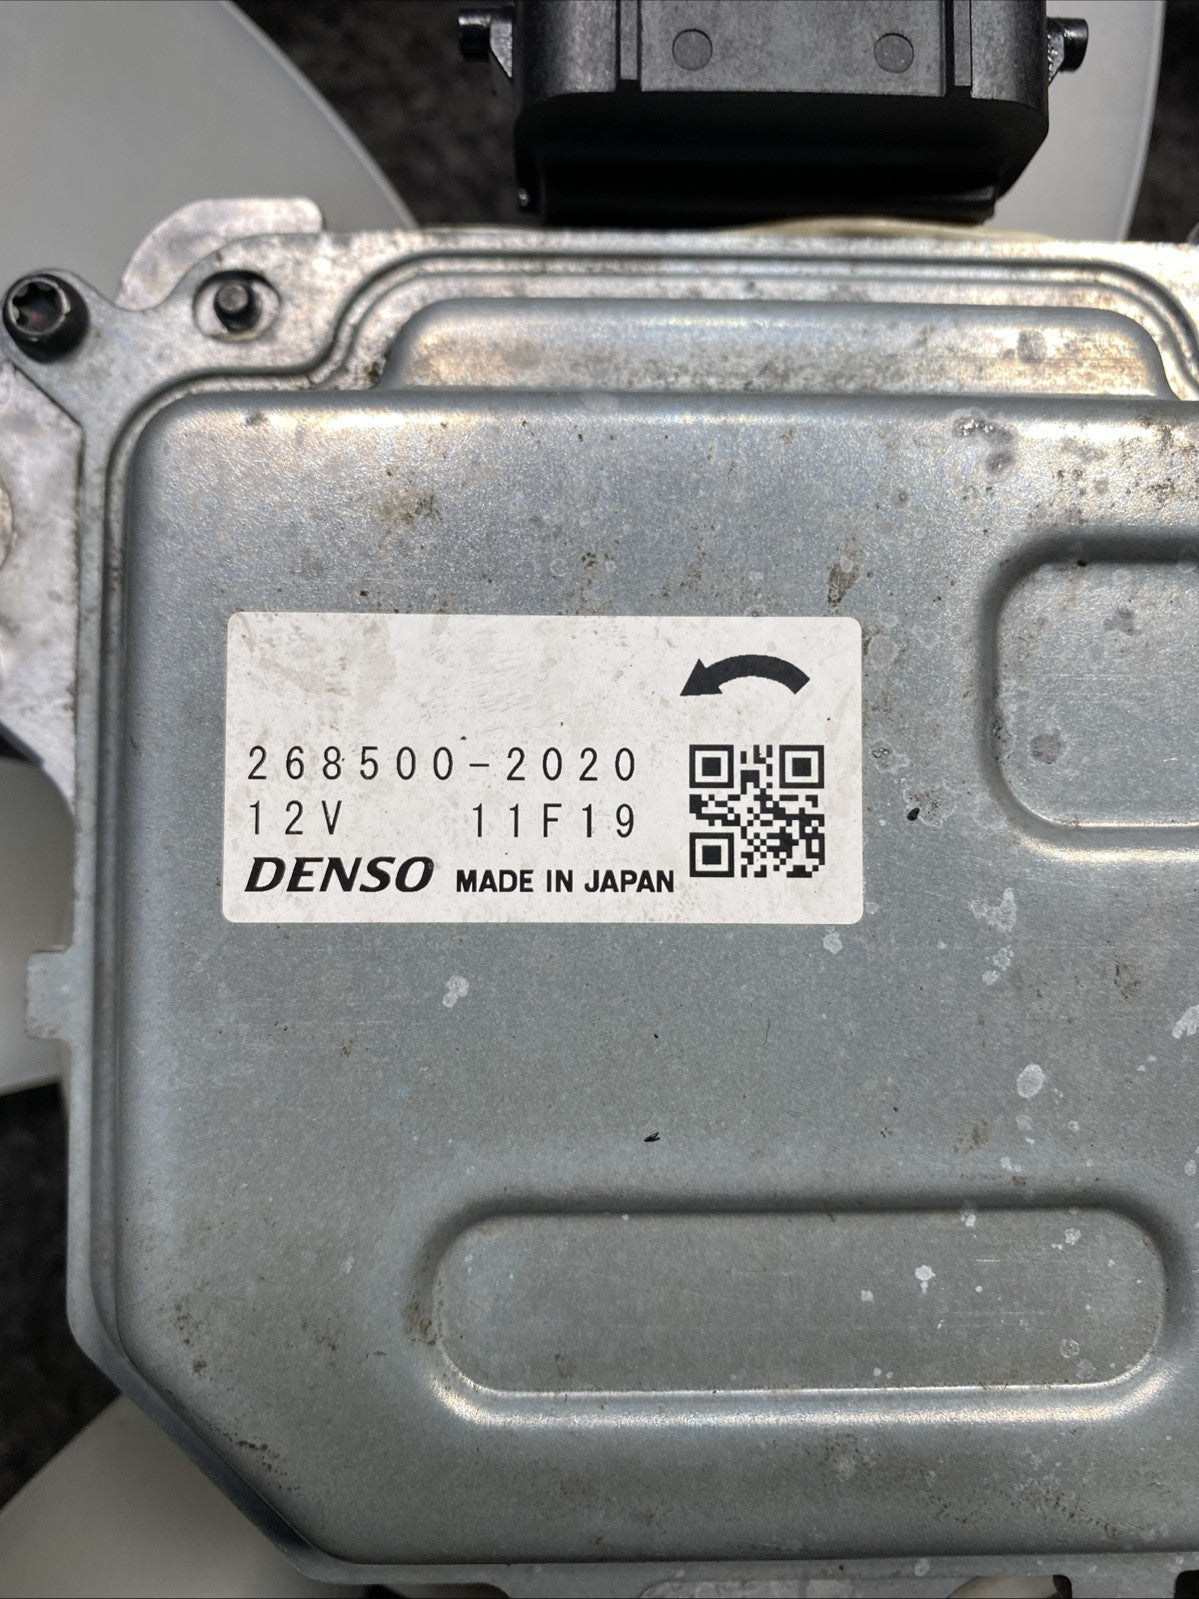 268500-2020
12V 11F19
DENSO MADE IN JAPAN